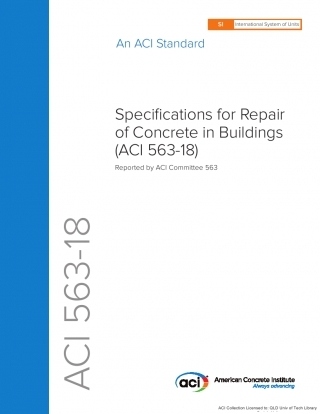 SI International System of Units
An ACI Standard
Specifications for Repair
of Concrete in Buildings
(ACI 563-18)
Reported by ACI Committee 563
ACI 563-18
aci American Concrete Institute
Always advancing
ACI Collection Licensed to: QLD Univ of Tech Library